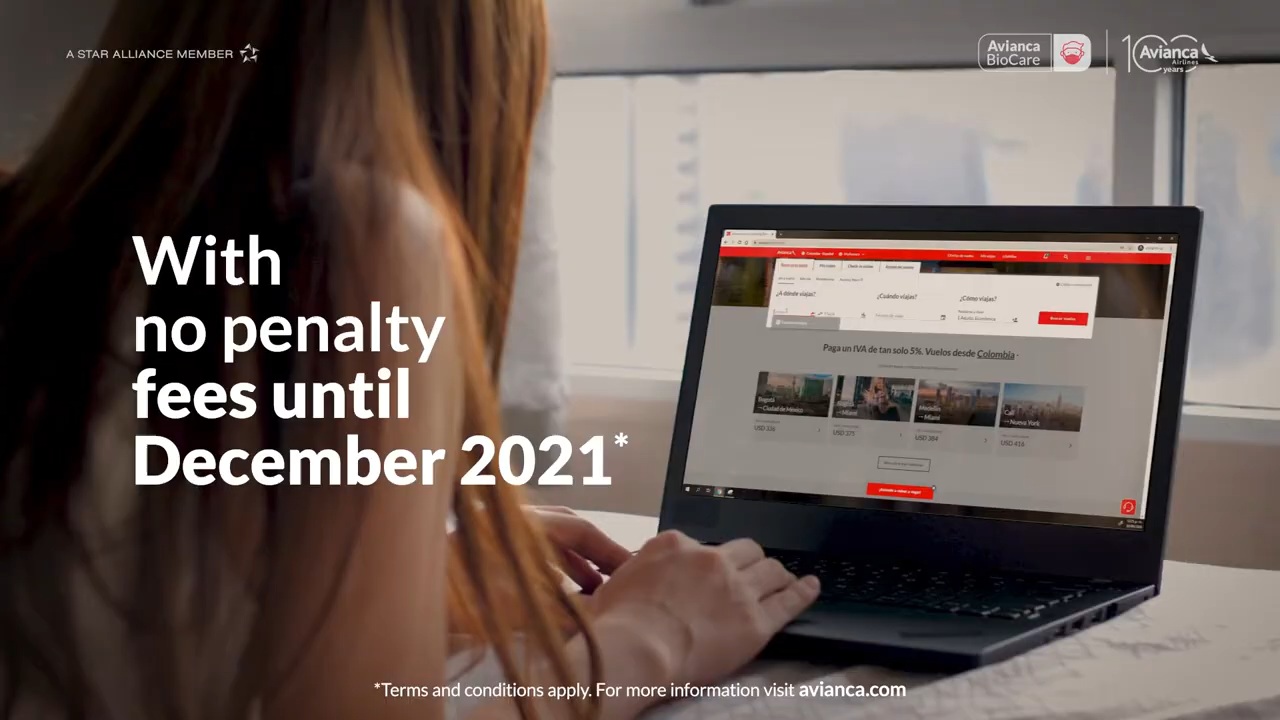 A STAR ALLIANCE MEMBER
Avianca
BioCare
100
Avianca
Airlines
years
With
no penalty
fees until
December 2021*
¿A dónde viajas?
¿Cuándo viajas?
¿Cómo viajas?
Buscar vuelos
Paga un IVA de tan solo 5%. Vuelos desde Colombia
Bogotá
Ciudad de México
Miami
Medellín
Miami
Cali
Nueva York
USD 336
USD 375
USD 384
USD 416
*Terms and conditions apply. For more information visit avianca.com